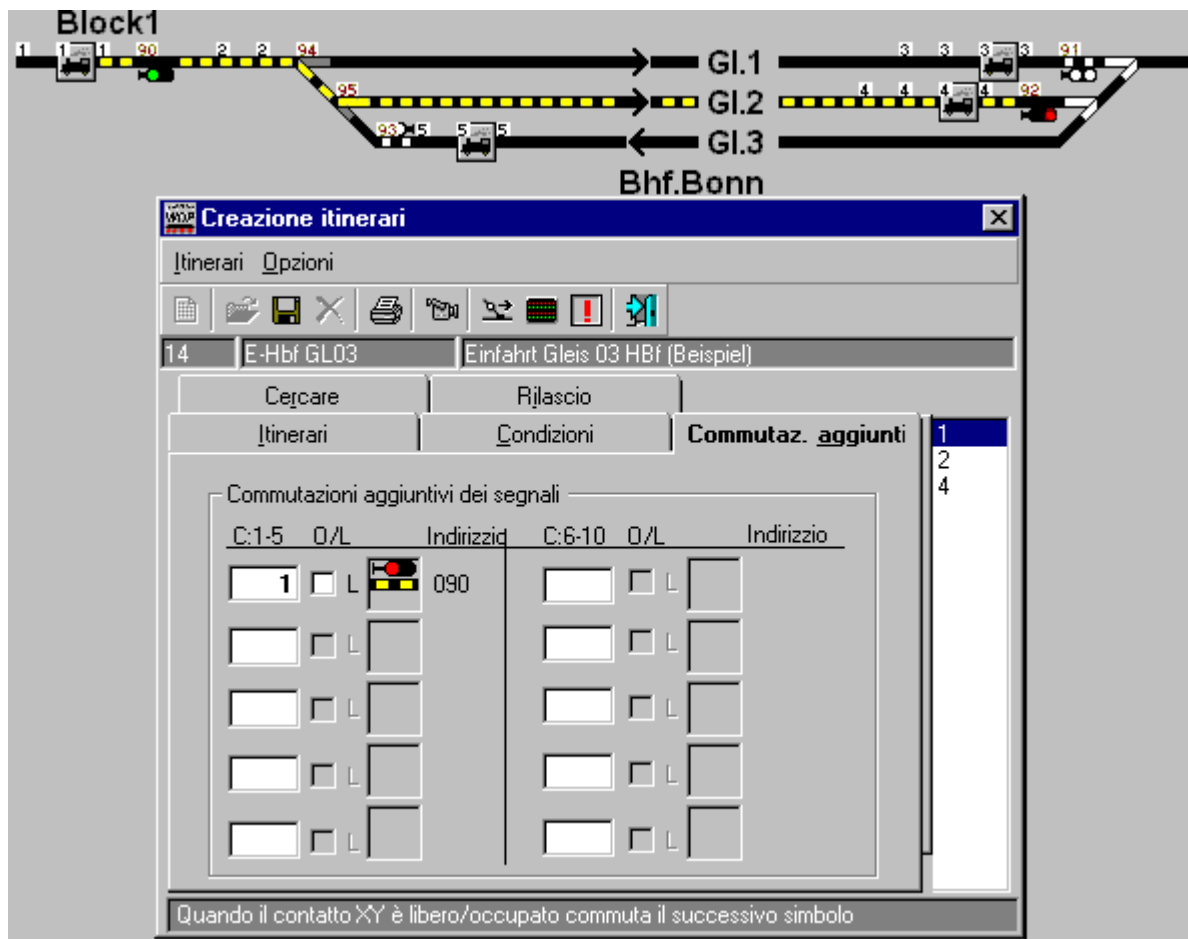 Block1
1 1 1 90 2 2 94 Gl.1 3 3 3 3 91
95 Gl.2 4 4 4 4 92
93 5 5 5 Gl.3
Bhf.Bonn
Creazione itinerari
Itinerari Opzioni
14 E-Hbf GL03 Einfahrt Gleis 03 HBf (Beispiel)
Cercare Rilascio
Itinerari Condizioni Commutaz. aggiunti
1
2
4
Commutazioni aggiuntivi dei segnali
C:1-5 O/L Indirizzio C:6-10 O/L Indirizzio
1 L 090 L
L L
L L
L L
L L
Quando il contatto XY è libero/occupato commuta il successivo simbolo